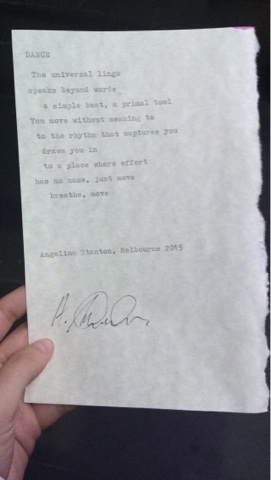 DANCE
The universal lingo
speaks beyond words
a simple beat, a primal tool
You move without meaning to
to the rhythm that captures you
draws you in
to a place where effort
has no name, just move
breathe, move
Angelina Stanton, Melbourne 2015